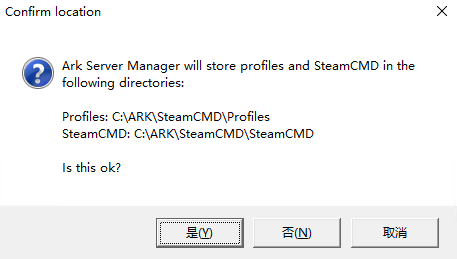 Confirm location
Ark Server Manager will store profiles and SteamCMD in the
following directories:
Profiles: C:\ARK\SteamCMD\Profiles
SteamCMD: C:\ARK\SteamCMD\SteamCMD
Is this ok?
是(Y)
否(N)
取消